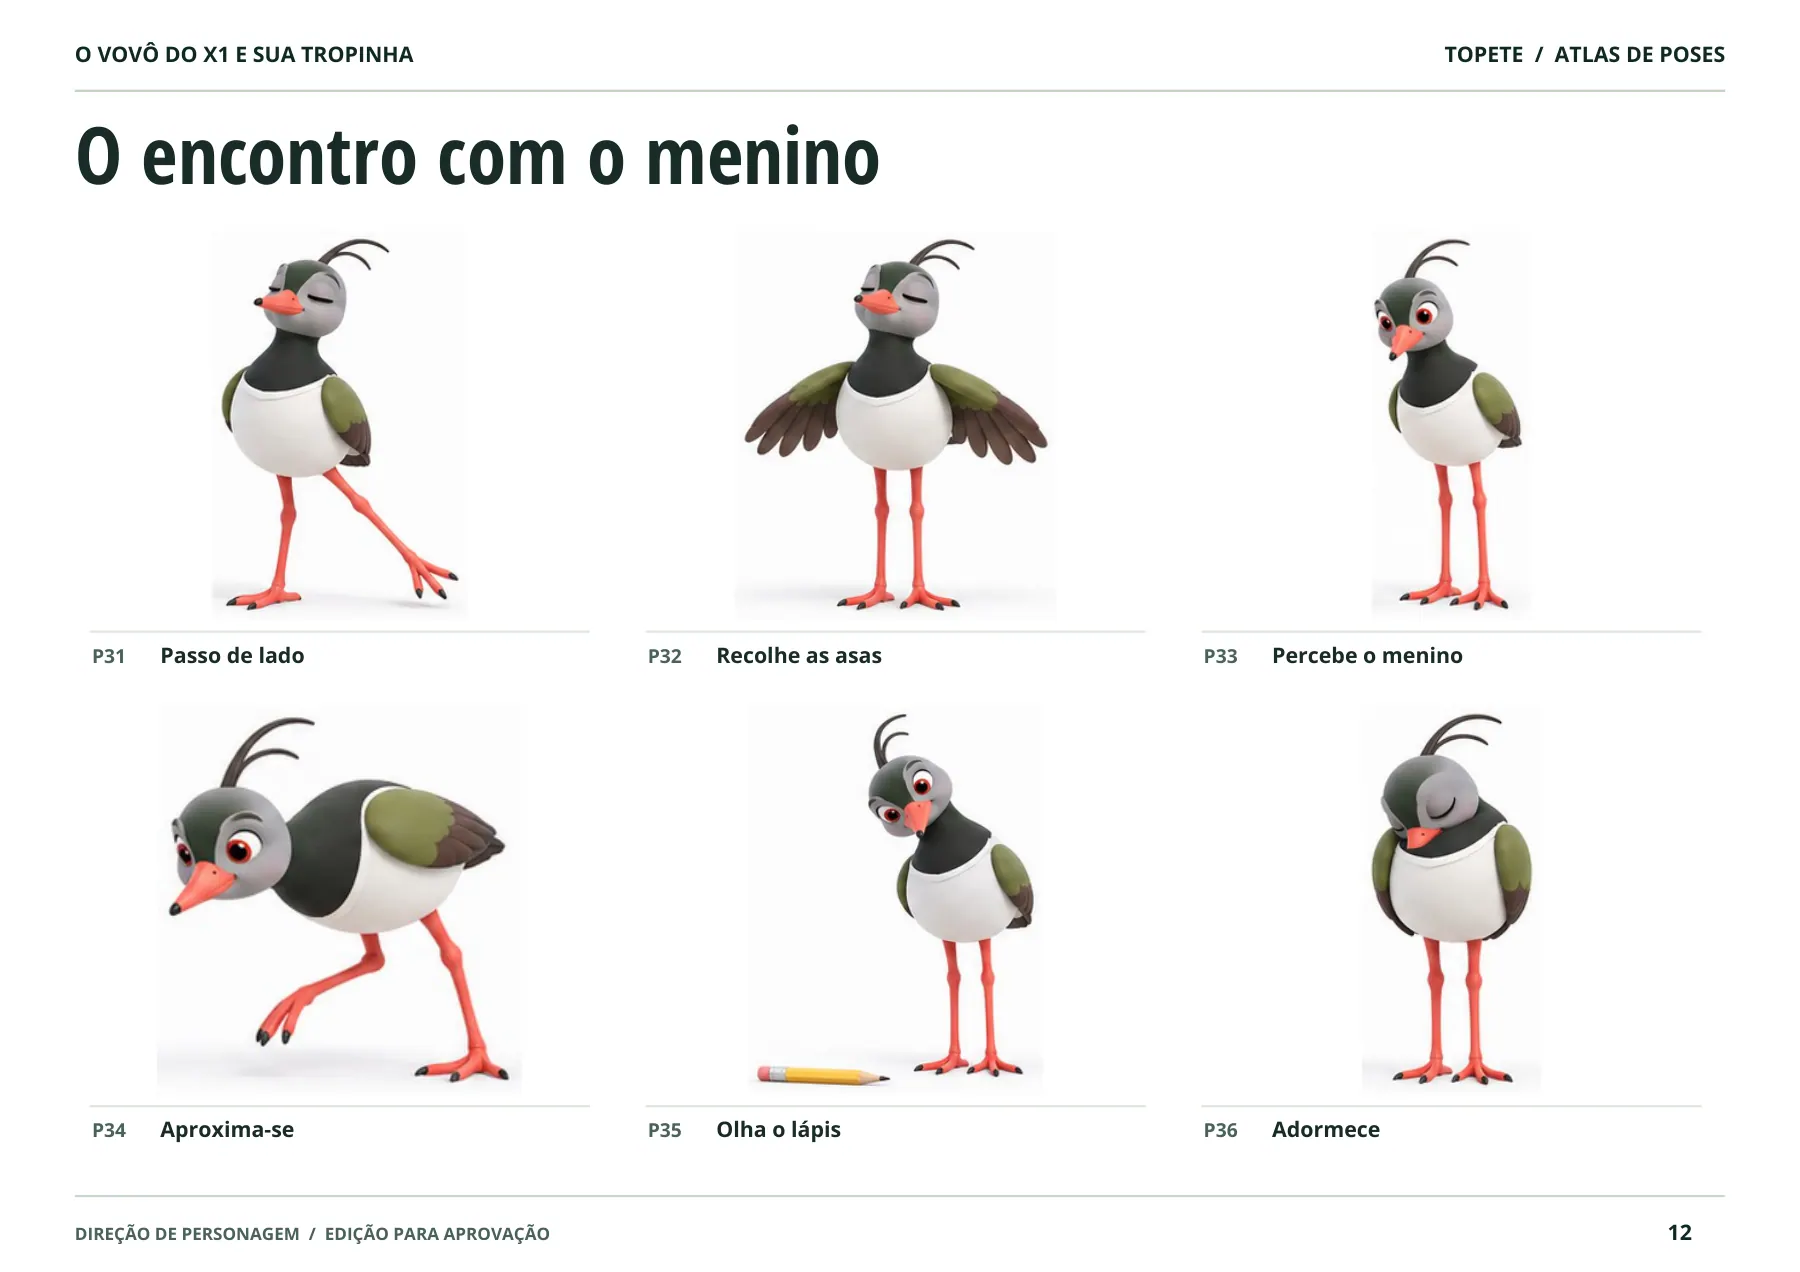 O VOVÔ DO X1 E SUA TROPINHA
TOPETE / ATLAS DE POSES
O encontro com o menino
P31 Passo de lado
P32 Recolhe as asas
P33 Percebe o menino
P34 Aproxima-se
P35 Olha o lápis
P36 Adormece
DIREÇÃO DE PERSONAGEM / EDIÇÃO PARA APROVAÇÃO
12